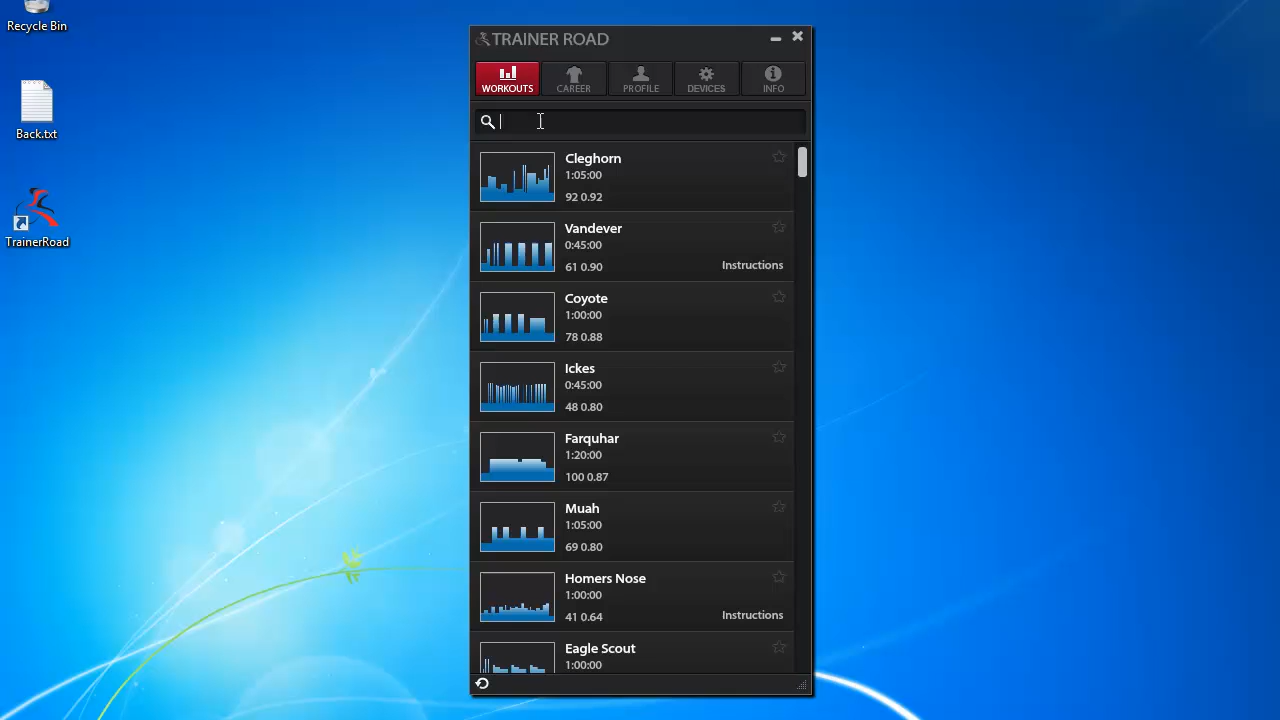 Recycle Bin
Back.txt
TrainerRoad
TRAINER ROAD
WORKOUTS CAREER PROFILE DEVICES INFO
Cleghorn
1:05:00
92 0.92
Vandever
0:45:00
61 0.90 Instructions
Coyote
1:00:00
78 0.88
Ickes
0:45:00
48 0.80
Farquhar
1:20:00
100 0.87
Muah
1:05:00
69 0.80
Homers Nose
1:00:00
41 0.64 Instructions
Eagle Scout
1:00:00